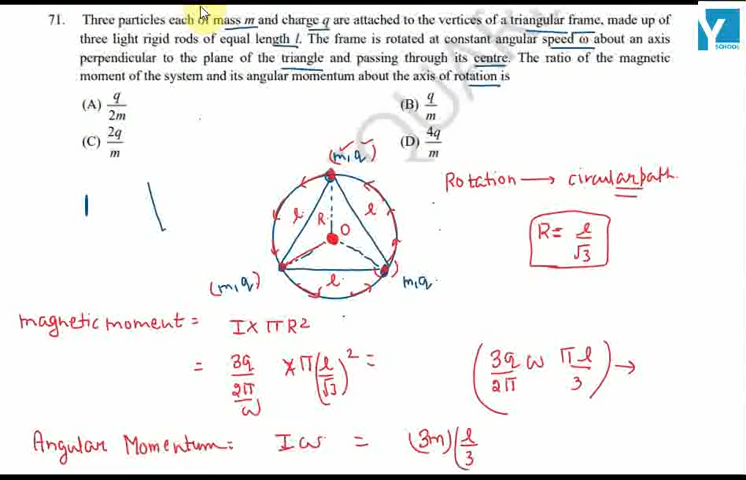 71. Three particles each of mass m and charge q are attached to the vertices of a triangular frame, made up of
three light rigid rods of equal length l. The frame is rotated at constant angular speed ω about an axis
perpendicular to the plane of the triangle and passing through its centre. The ratio of the magnetic
moment of the system and its angular momentum about the axis of rotation is
(A) q/2m
(B) q/m
(C) 2q/m
(D) 4q/m
Y
SCHOOL
(m,q)
Rotation → circular path
l R l
O
R = l/√3
(m,q) l m,q
magnetic moment = I × πR²
= 3q/(2π/ω) × π(l/√3)² = (3q/2π ω πl/3) →
Angular Momentum = Iω = (3m)(l/3